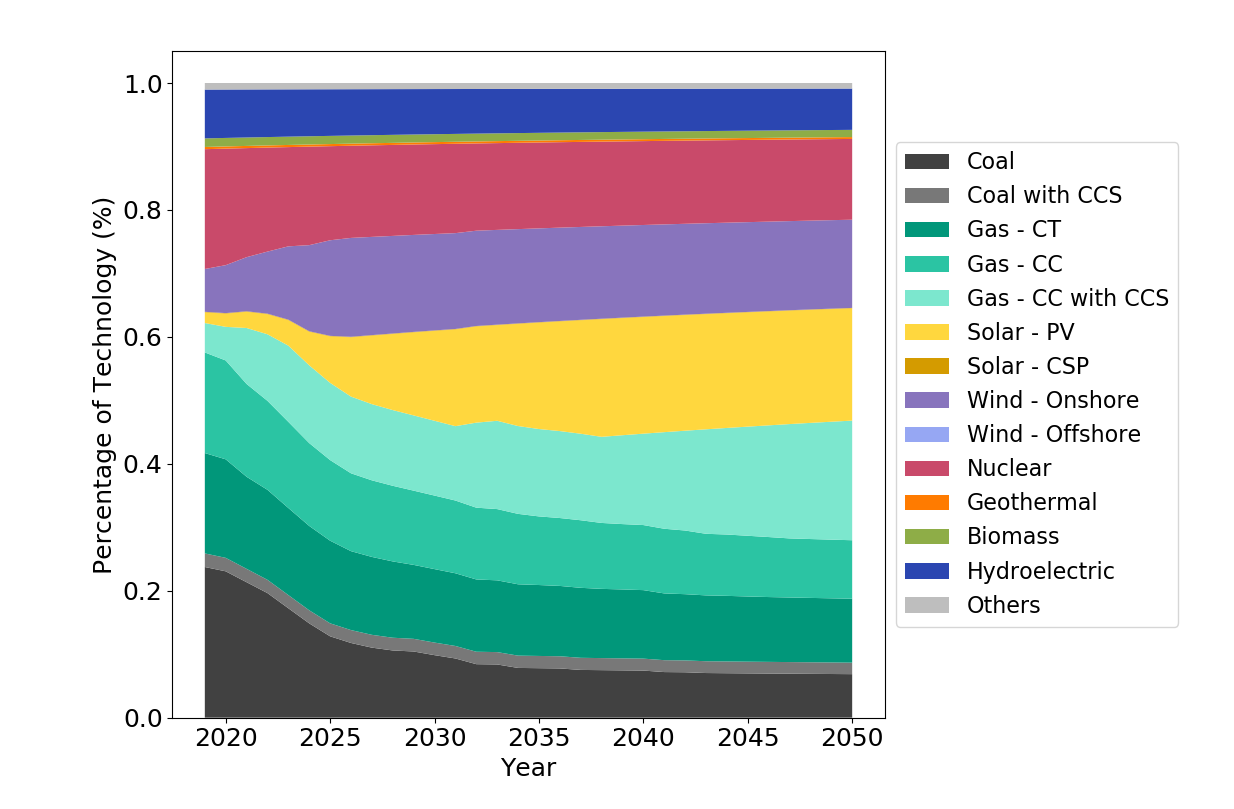 1.0
0.8
0.6
0.4
0.2
0.0
Percentage of Technology (%)
2020 2025 2030 2035 2040 2045 2050
Year
Coal
Coal with CCS
Gas - CT
Gas - CC
Gas - CC with CCS
Solar - PV
Solar - CSP
Wind - Onshore
Wind - Offshore
Nuclear
Geothermal
Biomass
Hydroelectric
Others